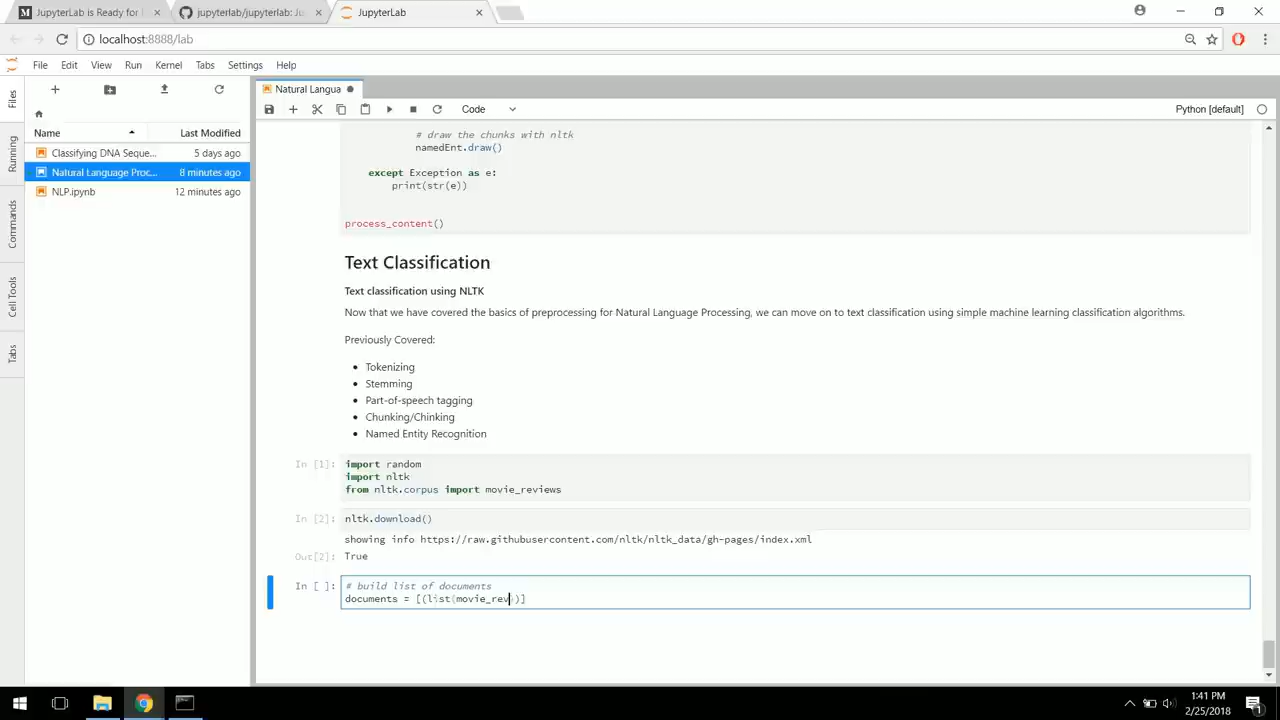 JupyterLab is Ready for
jupyterlab/jupyterlab: J
JupyterLab
localhost:8888/lab
File Edit View Run Kernel Tabs Settings Help
Files
Running
Commands
Cell Tools
Tabs
Name Last Modified
Classifying DNA Seque... 5 days ago
Natural Language Proc... 8 minutes ago
NLP.ipynb 12 minutes ago
Natural Langua
Code Python [default]
# draw the chunks with nltk
namedEnt.draw()
except Exception as e:
print(str(e))
process_content()
Text Classification
Text classification using NLTK
Now that we have covered the basics of preprocessing for Natural Language Processing, we can move on to text classification using simple machine learning classification algorithms.
Previously Covered:
• Tokenizing
• Stemming
• Part-of-speech tagging
• Chunking/Chinking
• Named Entity Recognition
In [1]: import random
import nltk
from nltk.corpus import movie_reviews
In [2]: nltk.download()
showing info https://raw.githubusercontent.com/nltk/nltk_data/gh-pages/index.xml
Out[2]: True
In [ ]: # build list of documents
documents = [(list(movie_rev))]
1:41 PM
2/25/2018
1